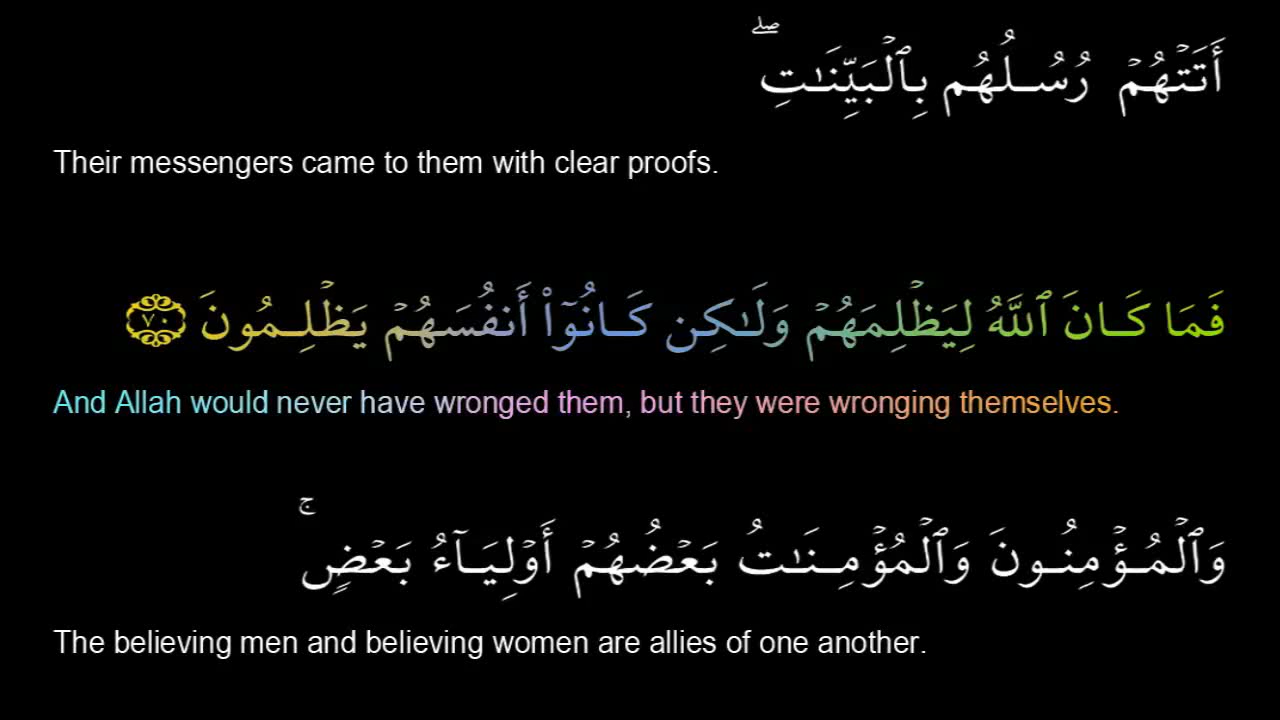 أَتَتۡهُمۡ رُسُلُهُم بِٱلۡبَيِّنَٰتِۖ
Their messengers came to them with clear proofs.
فَمَا كَانَ ٱللَّهُ لِيَظۡلِمَهُمۡ وَلَٰكِن كَانُوٓاْ أَنفُسَهُمۡ يَظۡلِمُونَ ٧٠
And Allah would never have wronged them, but they were wronging themselves.
وَٱلۡمُؤۡمِنُونَ وَٱلۡمُؤۡمِنَٰتُ بَعۡضُهُمۡ أَوۡلِيَآءُ بَعۡضٖۚ
The believing men and believing women are allies of one another.